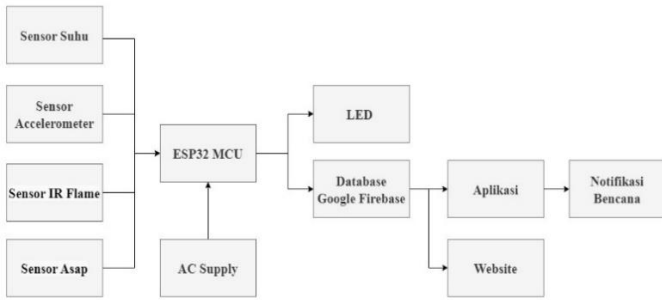 Sensor Suhu
Sensor
Accelerometer
Sensor IR Flame
Sensor Asap
ESP32 MCU
AC Supply
LED
Database
Google Firebase
Aplikasi
Website
Notifikasi
Bencana